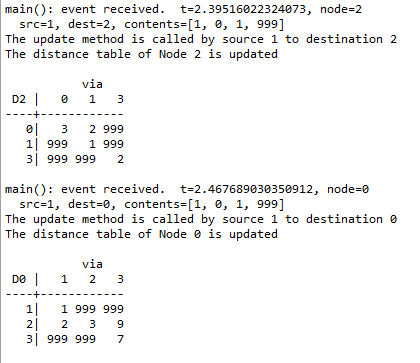 main(): event received.  t=2.39516022324073, node=2
  src=1, dest=2, contents=[1, 0, 1, 999]
The update method is called by source 1 to destination 2
The distance table of Node 2 is updated

           via
 D2 |   0   1   3
----+------------
   0|   3   2 999
   1| 999   1 999
   3| 999 999   2

main(): event received.  t=2.467689030350912, node=0
  src=1, dest=0, contents=[1, 0, 1, 999]
The update method is called by source 1 to destination 0
The distance table of Node 0 is updated

           via
 D0 |   1   2   3
----+------------
   1|   1 999 999
   2|   2   3   9
   3| 999 999   7